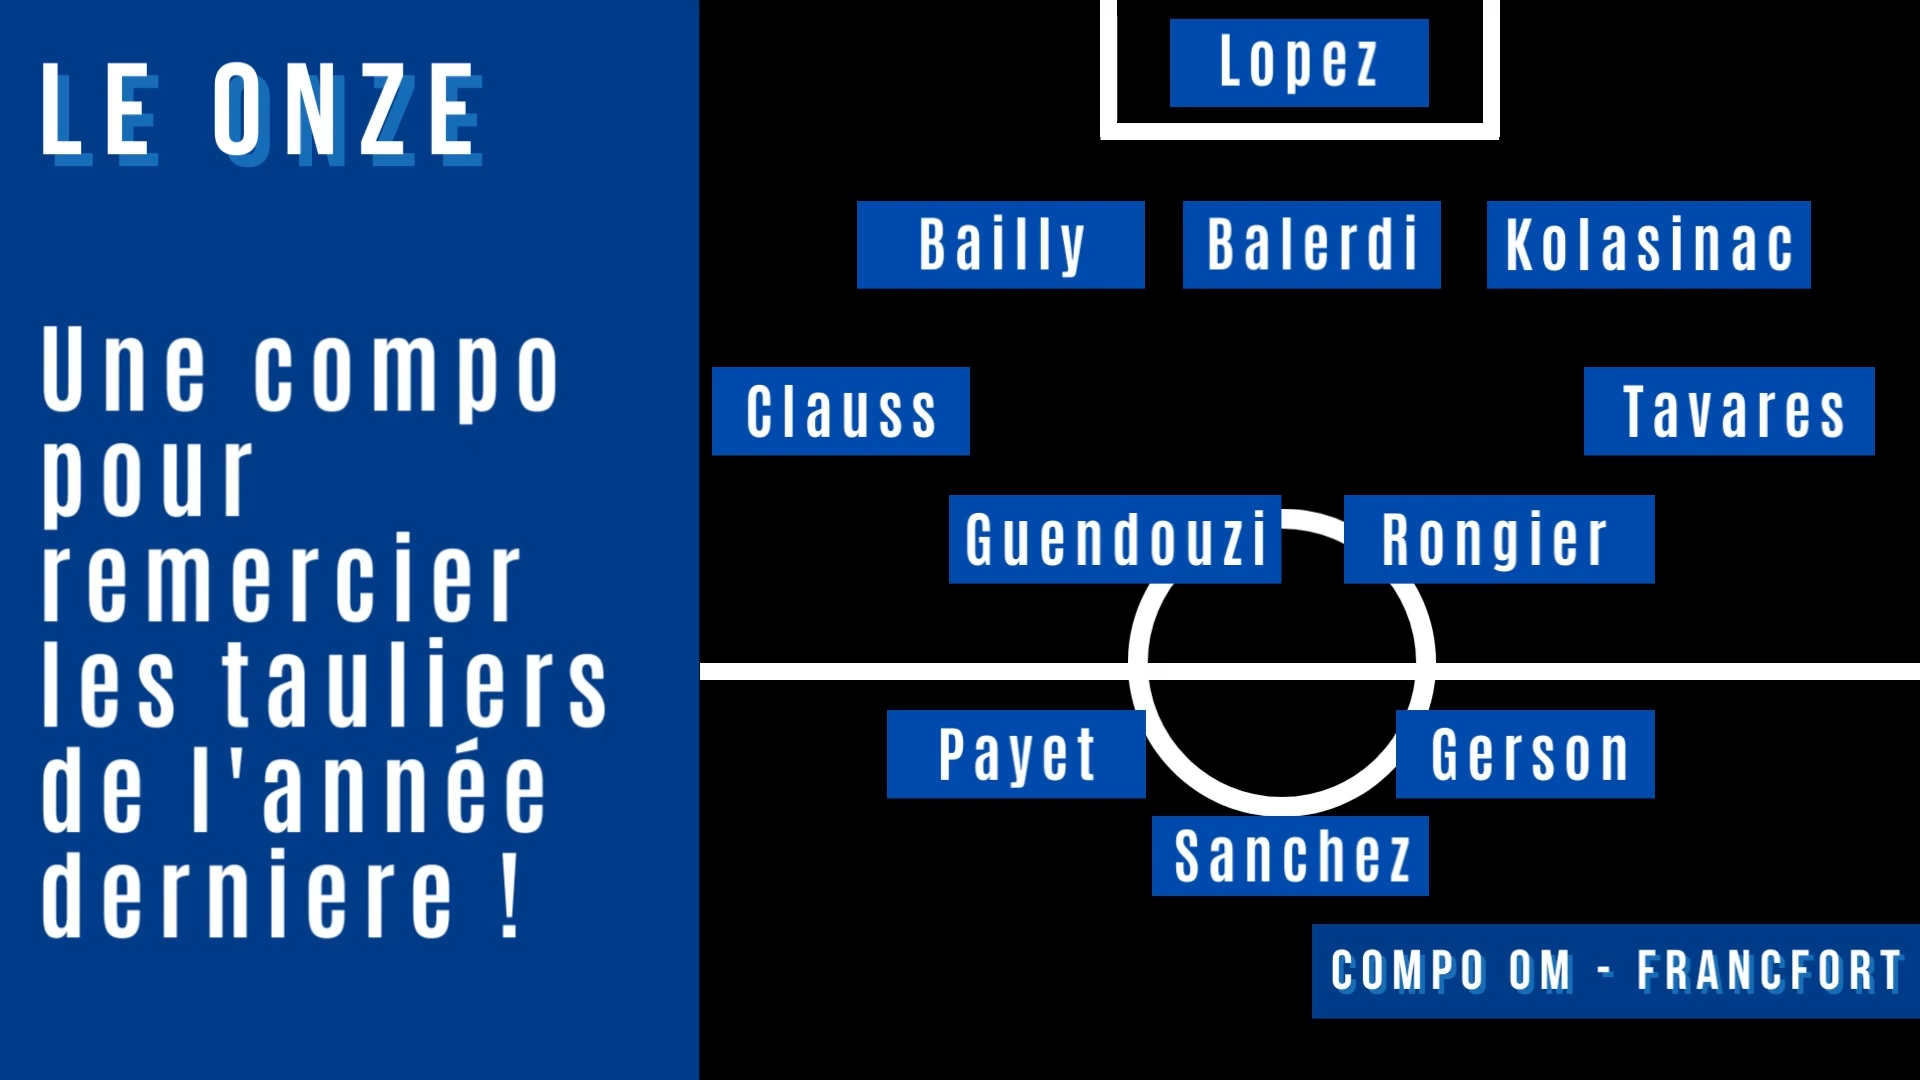 LE ONZE
Une compo
pour
remercier
les tauliers
de l'année
derniere !
Lopez
Bailly
Balerdi
Kolasinac
Clauss
Tavares
Guendouzi
Rongier
Payet
Gerson
Sanchez
COMPO OM - FRANCFORT